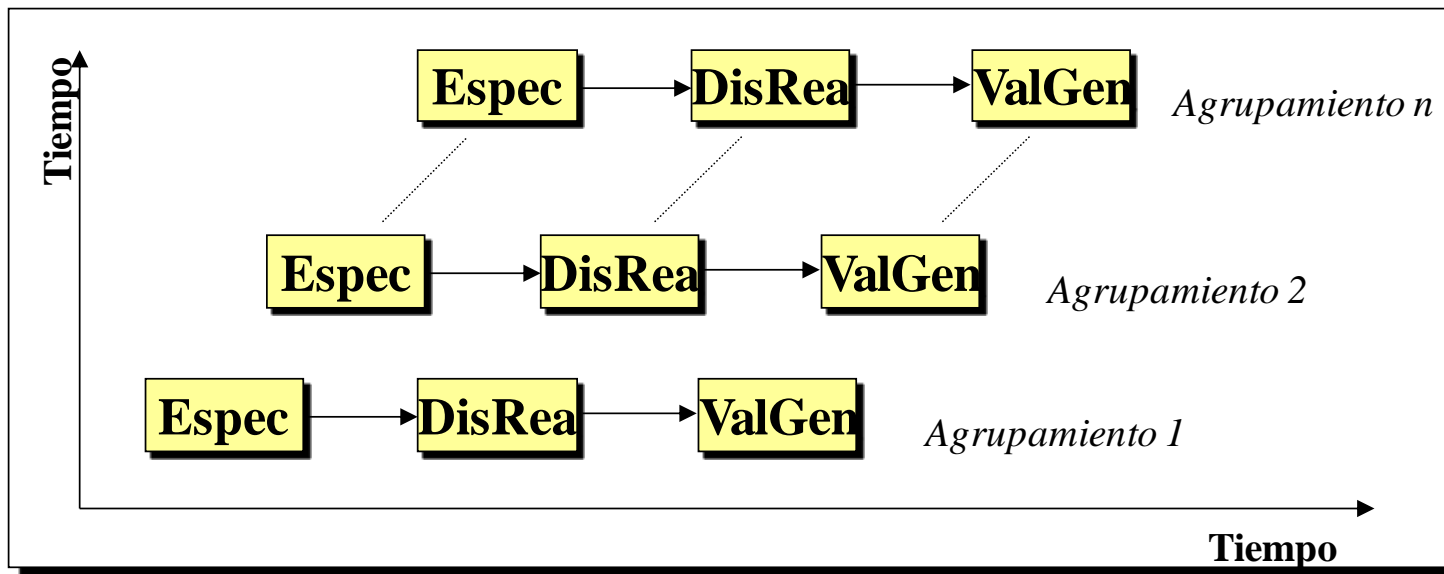 Tiempo
Espec DisRea ValGen Agrupamiento n
Espec DisRea ValGen Agrupamiento 2
Espec DisRea ValGen Agrupamiento 1
Tiempo